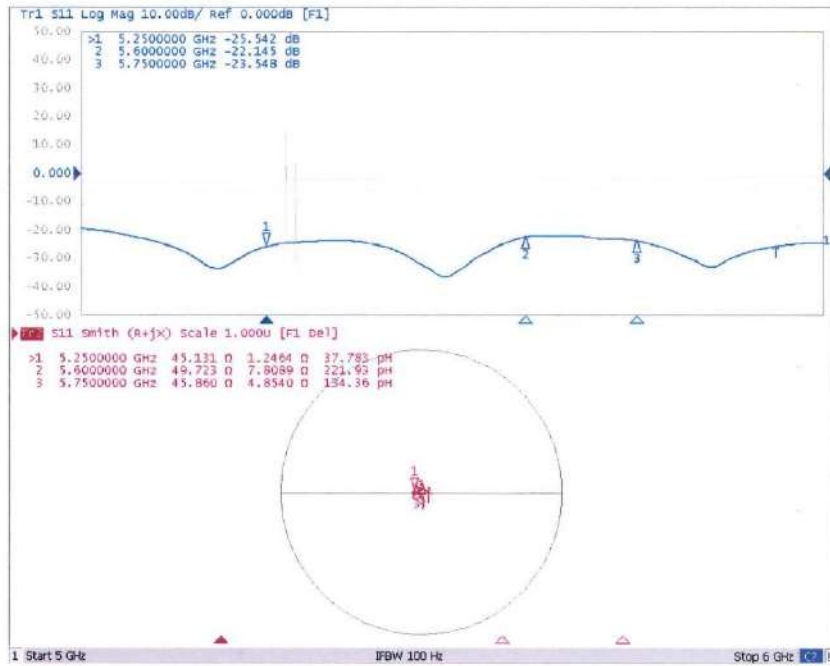 Tr1 S11 Log Mag 10.00dB/ Ref 0.000dB [F1]
50.00
>1 5.2500000 GHz -25.542 dB
2 5.6000000 GHz -22.145 dB
3 5.7500000 GHz -23.548 dB
40.00
30.00
20.00
10.00
0.000
-10.00
-20.00
-30.00
-40.00
-50.00
1
2
3
1
S11 Smith (R+jX) Scale 1.000U [F1 Del]
>1 5.2500000 GHz 45.131 Ω 1.2464 Ω 37.783 pH
2 5.6000000 GHz 49.723 Ω 7.8089 Ω 221.93 pH
3 5.7500000 GHz 45.860 Ω 4.8540 Ω 134.36 pH
1
1 Start 5 GHz IFBW 100 Hz Stop 6 GHz